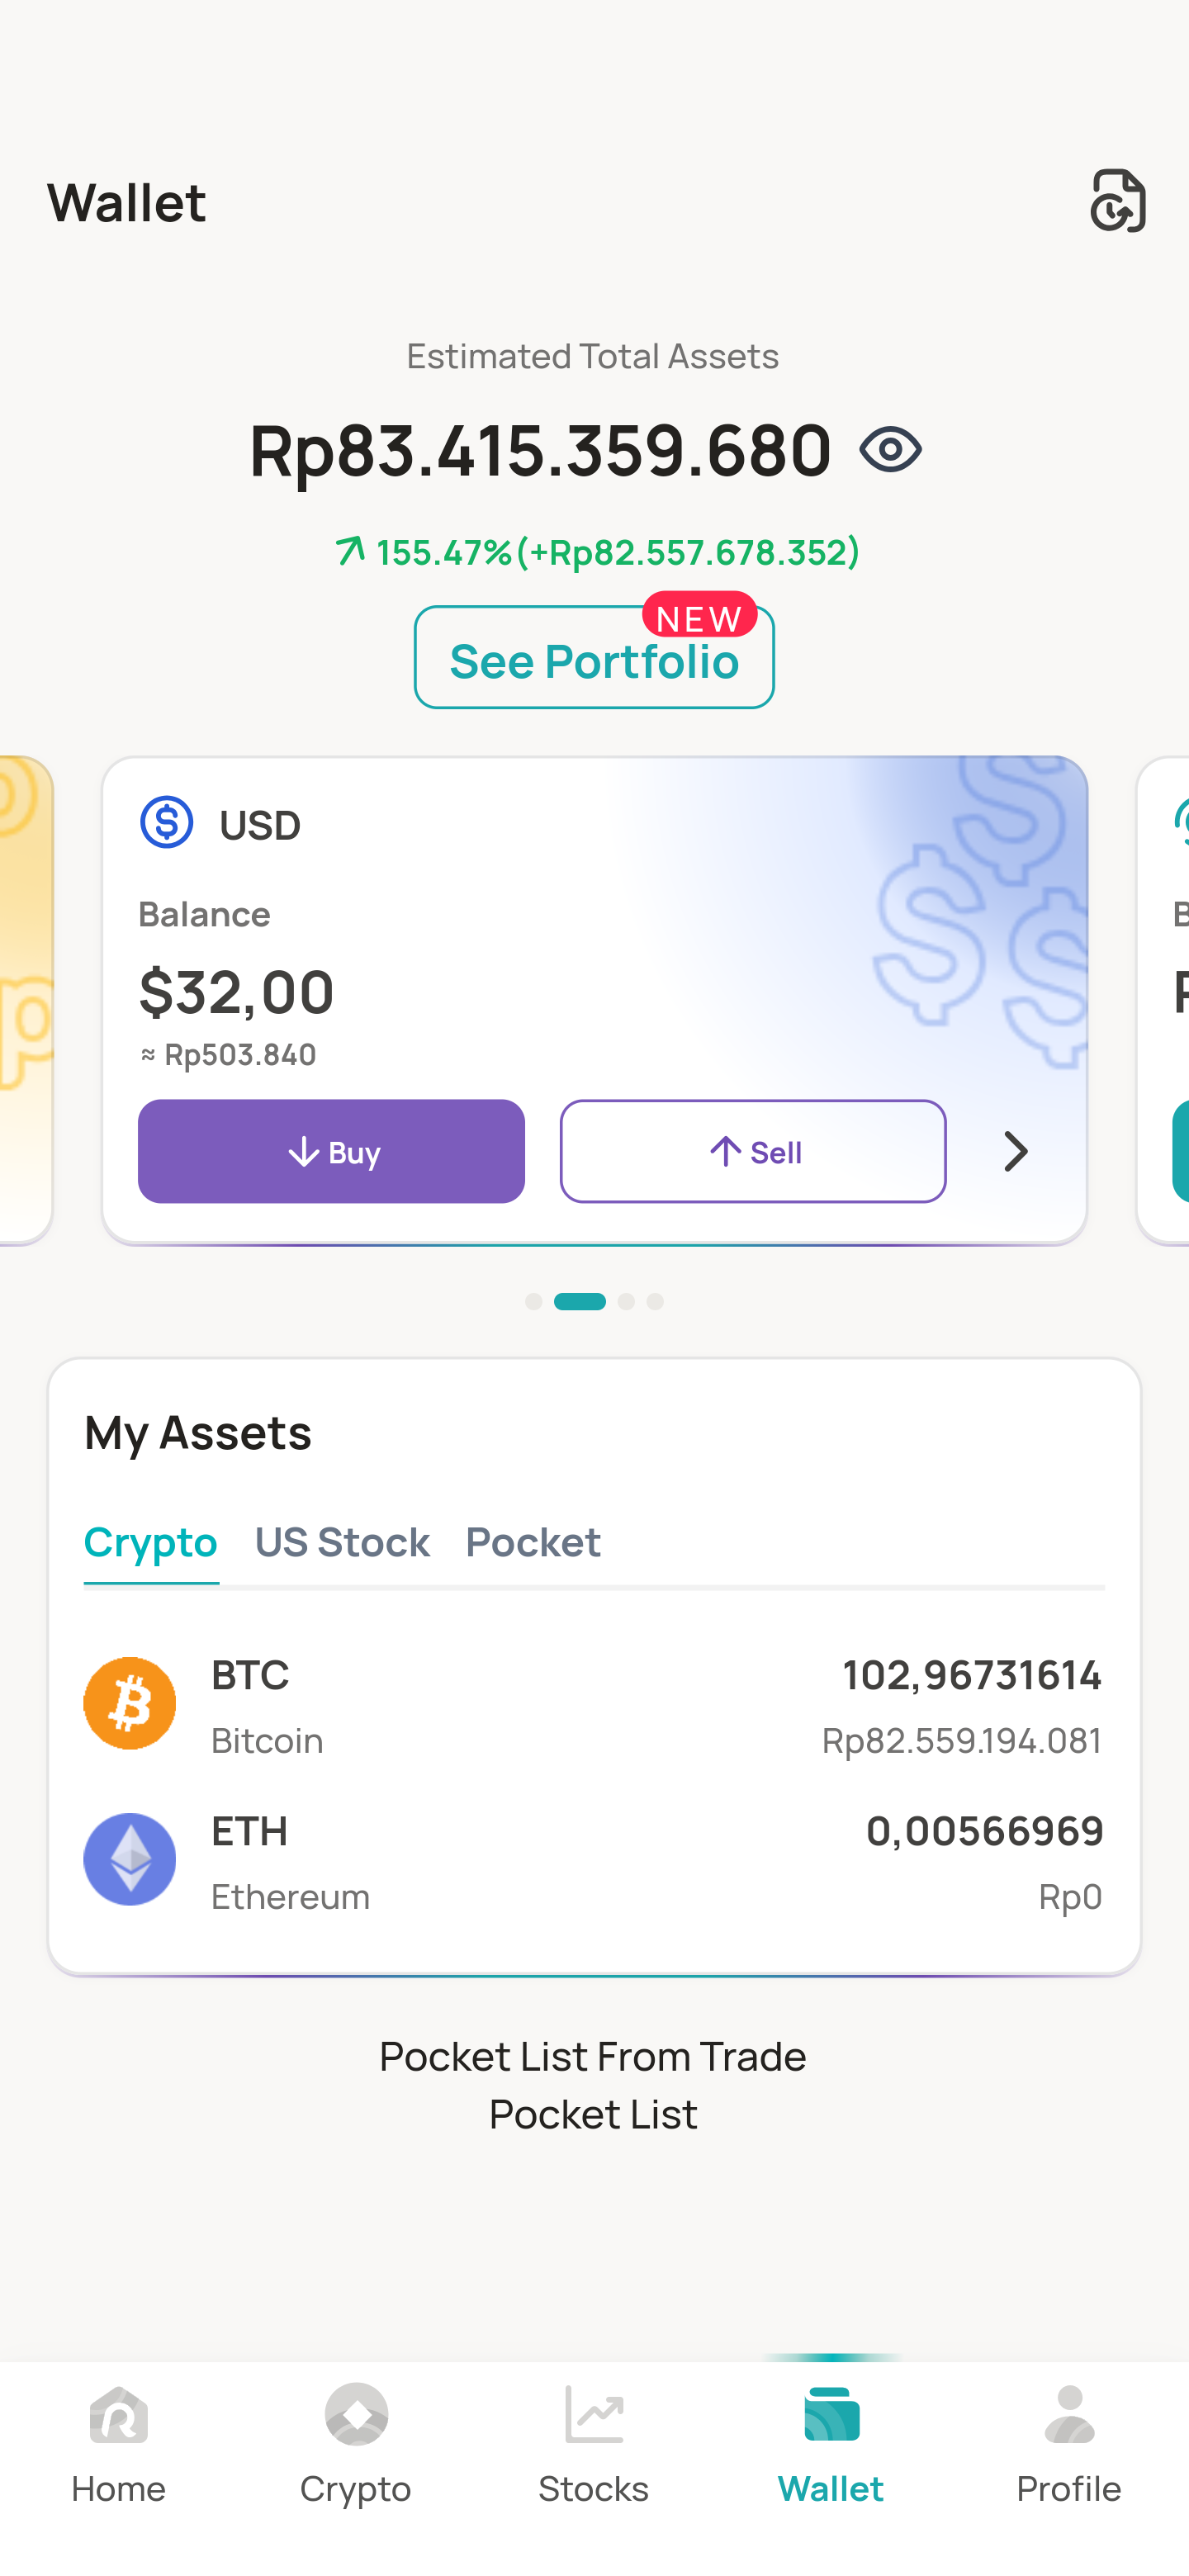 Wallet
Estimated Total Assets
Rp83.415.359.680
155.47%(+Rp82.557.678.352)
NEW
See Portfolio
USD
Balance
$32,00
≈ Rp503.840
Buy
Sell
My Assets
Crypto US Stock Pocket
BTC 102,96731614
Bitcoin Rp82.559.194.081
ETH 0,00566969
Ethereum Rp0
Pocket List From Trade
Pocket List
Home Crypto Stocks Wallet Profile